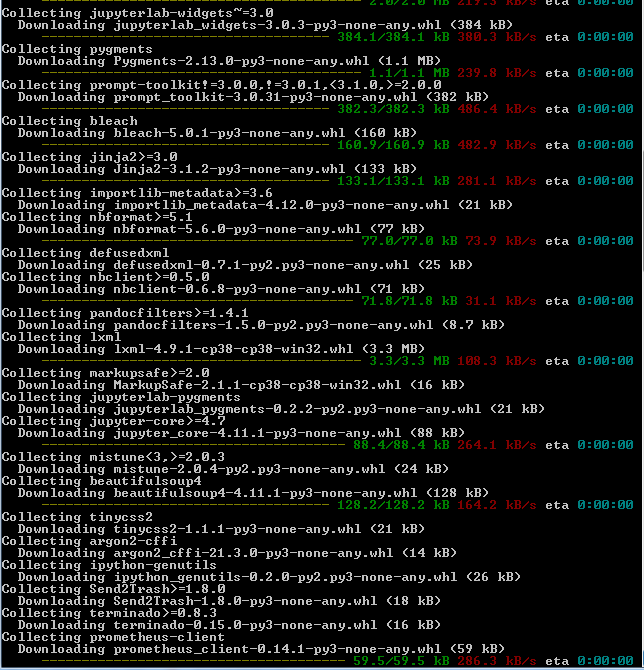 2.0/2.0 MB 219.5 kB/s eta 0:00:00
Collecting jupyterlab-widgets~=3.0
Downloading jupyterlab_widgets-3.0.3-py3-none-any.whl (384 kB)
---------------------------------------- 384.1/384.1 kB 380.3 kB/s eta 0:00:00
Collecting pygments
Downloading Pygments-2.13.0-py3-none-any.whl (1.1 MB)
---------------------------------------- 1.1/1.1 MB 239.8 kB/s eta 0:00:00
Collecting prompt-toolkit!=3.0.0,!=3.0.1,<3.1.0,>=2.0.0
Downloading prompt_toolkit-3.0.31-py3-none-any.whl (382 kB)
---------------------------------------- 382.3/382.3 kB 486.4 kB/s eta 0:00:00
Collecting bleach
Downloading bleach-5.0.1-py3-none-any.whl (160 kB)
---------------------------------------- 160.9/160.9 kB 482.9 kB/s eta 0:00:00
Collecting jinja2>=3.0
Downloading Jinja2-3.1.2-py3-none-any.whl (133 kB)
---------------------------------------- 133.1/133.1 kB 281.1 kB/s eta 0:00:00
Collecting importlib-metadata>=3.6
Downloading importlib_metadata-4.12.0-py3-none-any.whl (21 kB)
Collecting nbformat>=5.1
Downloading nbformat-5.6.0-py3-none-any.whl (77 kB)
---------------------------------------- 77.0/77.0 kB 73.9 kB/s eta 0:00:00
Collecting defusedxml
Downloading defusedxml-0.7.1-py2.py3-none-any.whl (25 kB)
Collecting nbclient>=0.5.0
Downloading nbclient-0.6.8-py3-none-any.whl (71 kB)
---------------------------------------- 71.8/71.8 kB 31.1 kB/s eta 0:00:00
Collecting pandocfilters>=1.4.1
Downloading pandocfilters-1.5.0-py2.py3-none-any.whl (8.7 kB)
Collecting lxml
Downloading lxml-4.9.1-cp38-cp38-win32.whl (3.3 MB)
---------------------------------------- 3.3/3.3 MB 108.3 kB/s eta 0:00:00
Collecting markupsafe>=2.0
Downloading MarkupSafe-2.1.1-cp38-cp38-win32.whl (16 kB)
Collecting jupyterlab-pygments
Downloading jupyterlab_pygments-0.2.2-py2.py3-none-any.whl (21 kB)
Collecting jupyter-core>=4.7
Downloading jupyter_core-4.11.1-py3-none-any.whl (88 kB)
---------------------------------------- 88.4/88.4 kB 264.1 kB/s eta 0:00:00
Collecting mistune<3,>=2.0.3
Downloading mistune-2.0.4-py2.py3-none-any.whl (24 kB)
Collecting beautifulsoup4
Downloading beautifulsoup4-4.11.1-py3-none-any.whl (128 kB)
---------------------------------------- 128.2/128.2 kB 164.2 kB/s eta 0:00:00
Collecting tinycss2
Downloading tinycss2-1.1.1-py3-none-any.whl (21 kB)
Collecting argon2-cffi
Downloading argon2_cffi-21.3.0-py3-none-any.whl (14 kB)
Collecting ipython-genutils
Downloading ipython_genutils-0.2.0-py2.py3-none-any.whl (26 kB)
Collecting Send2Trash>=1.8.0
Downloading Send2Trash-1.8.0-py3-none-any.whl (18 kB)
Collecting terminado>=0.8.3
Downloading terminado-0.15.0-py3-none-any.whl (16 kB)
Collecting prometheus-client
Downloading prometheus_client-0.14.1-py3-none-any.whl (59 kB)
---------------------------------------- 59.5/59.5 kB 286.3 kB/s eta 0:00:00